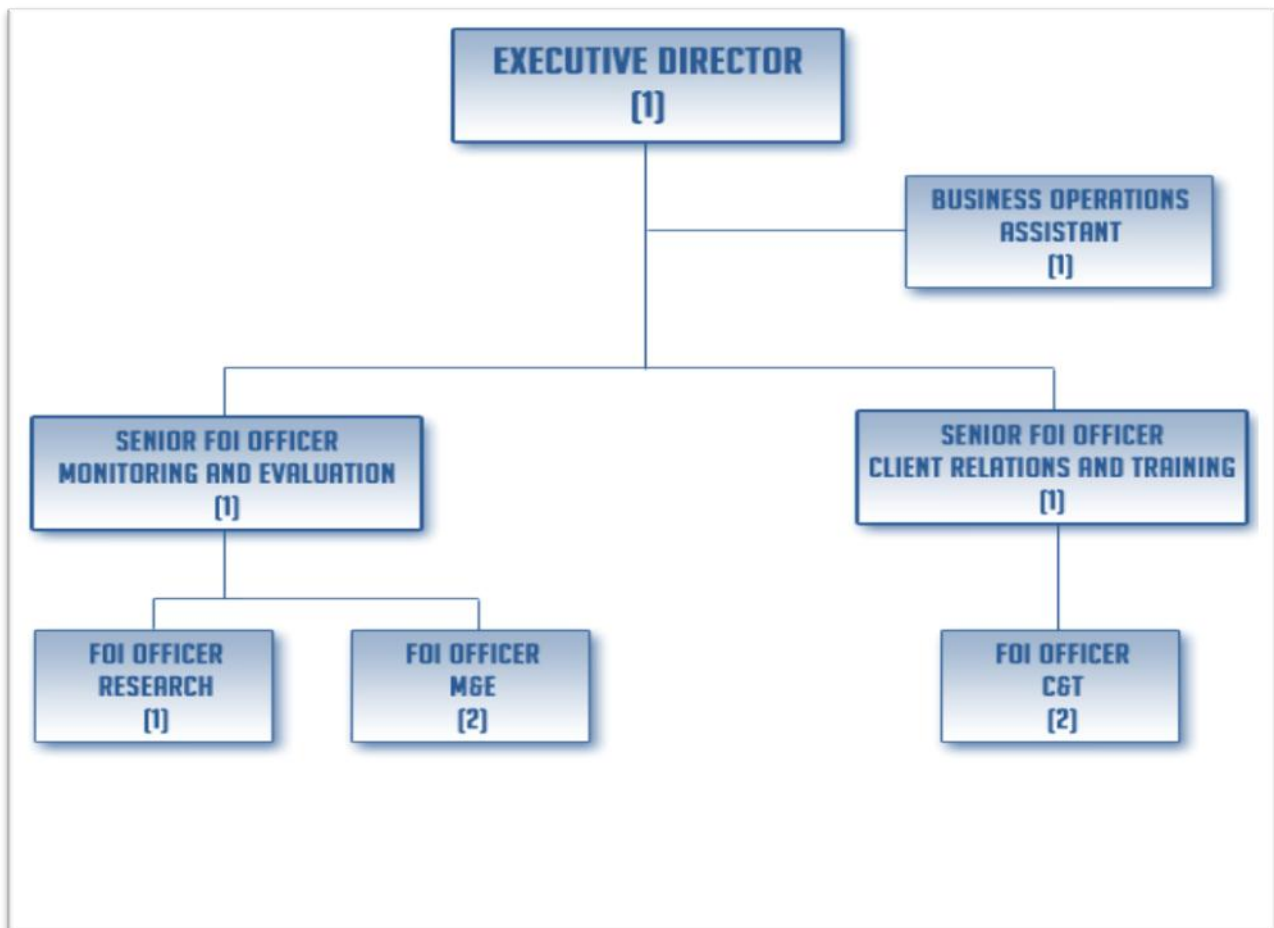 EXECUTIVE DIRECTOR
(1)
BUSINESS OPERATIONS
ASSISTANT
(1)
SENIOR FOI OFFICER
MONITORING AND EVALUATION
(1)
SENIOR FOI OFFICER
CLIENT RELATIONS AND TRAINING
(1)
FOI OFFICER
RESEARCH
(1)
FOI OFFICER
M&E
(2)
FOI OFFICER
C&T
(2)